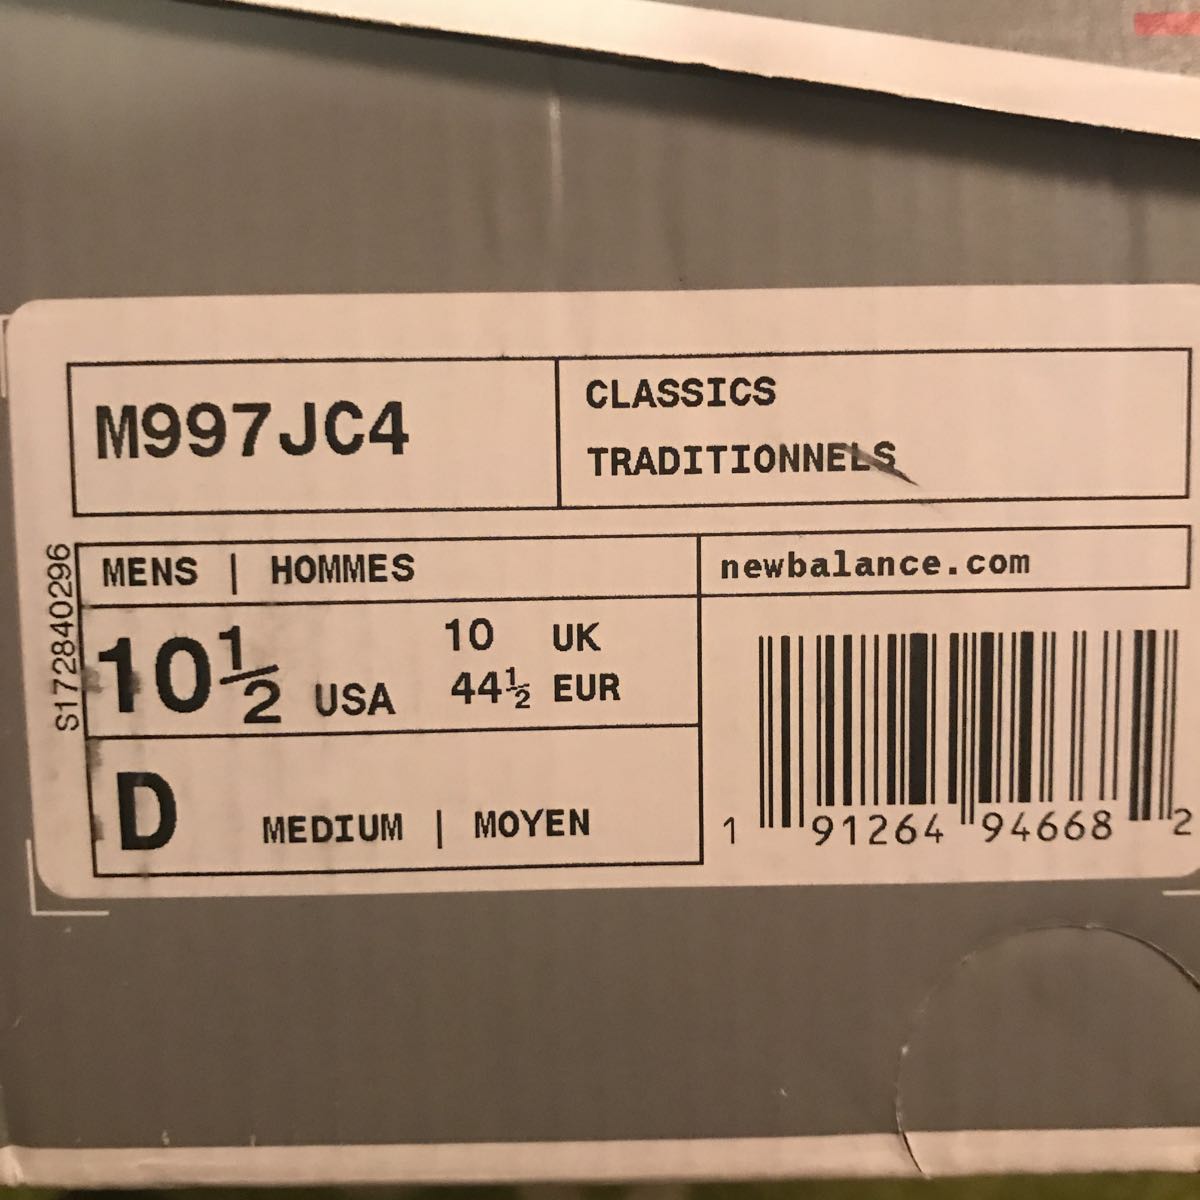 M997JC4
CLASSICS
TRADITIONNELS
S172840296
MENS | HOMMES
newbalance.com
10½ USA
10 UK
44½ EUR
D MEDIUM | MOYEN
1 91264 94668 2